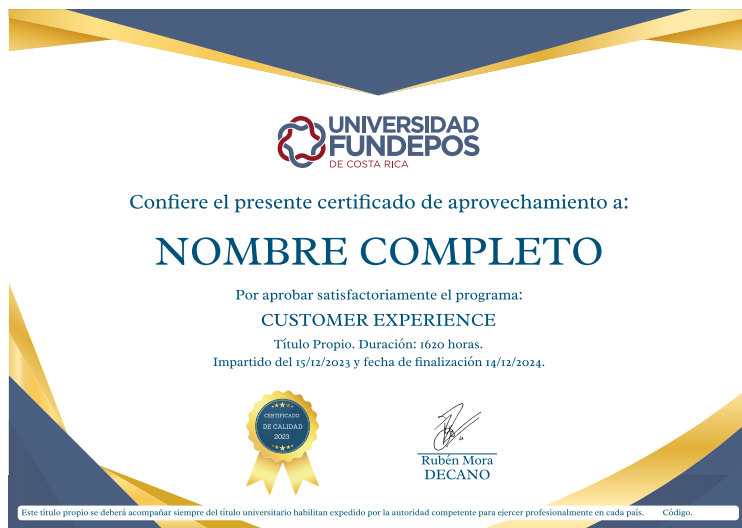 UNIVERSIDAD
FUNDEPOS
DE COSTA RICA
Confiere el presente certificado de aprovechamiento a:
NOMBRE COMPLETO
Por aprobar satisfactoriamente el programa:
CUSTOMER EXPERIENCE
Título Propio. Duración: 1620 horas.
Impartido del 15/12/2023 y fecha de finalización 14/12/2024.
CERTIFICADO
DE CALIDAD
2023
Rubén Mora
DECANO
Este título propio se deberá acompañar siempre del título universitario habilitan expedido por la autoridad competente para ejercer profesionalmente en cada país. Código.